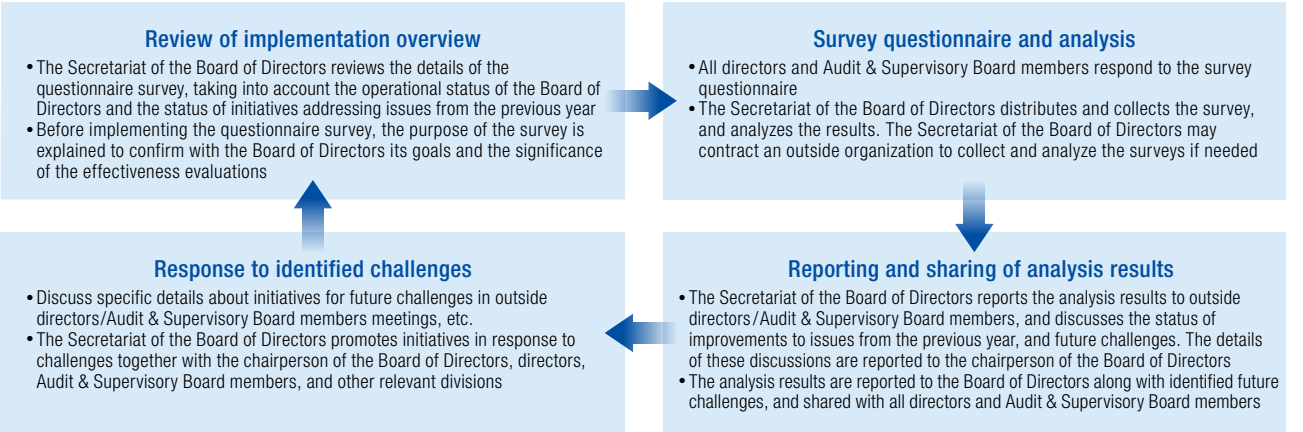 Review of implementation overview
• The Secretariat of the Board of Directors reviews the details of the
questionnaire survey, taking into account the operational status of the Board of
Directors and the status of initiatives addressing issues from the previous year
• Before implementing the questionnaire survey, the purpose of the survey is
explained to confirm with the Board of Directors its goals and the significance
of the effectiveness evaluations
Survey questionnaire and analysis
• All directors and Audit & Supervisory Board members respond to the survey
questionnaire
• The Secretariat of the Board of Directors distributes and collects the survey,
and analyzes the results. The Secretariat of the Board of Directors may
contract an outside organization to collect and analyze the surveys if needed
Reporting and sharing of analysis results
• The Secretariat of the Board of Directors reports the analysis results to outside
directors/Audit & Supervisory Board members, and discusses the status of
improvements to issues from the previous year, and future challenges. The details
of these discussions are reported to the chairperson of the Board of Directors
• The analysis results are reported to the Board of Directors along with identified future
challenges, and shared with all directors and Audit & Supervisory Board members
Response to identified challenges
• Discuss specific details about initiatives for future challenges in outside
directors/Audit & Supervisory Board members meetings, etc.
• The Secretariat of the Board of Directors promotes initiatives in response to
challenges together with the chairperson of the Board of Directors, directors,
Audit & Supervisory Board members, and other relevant divisions